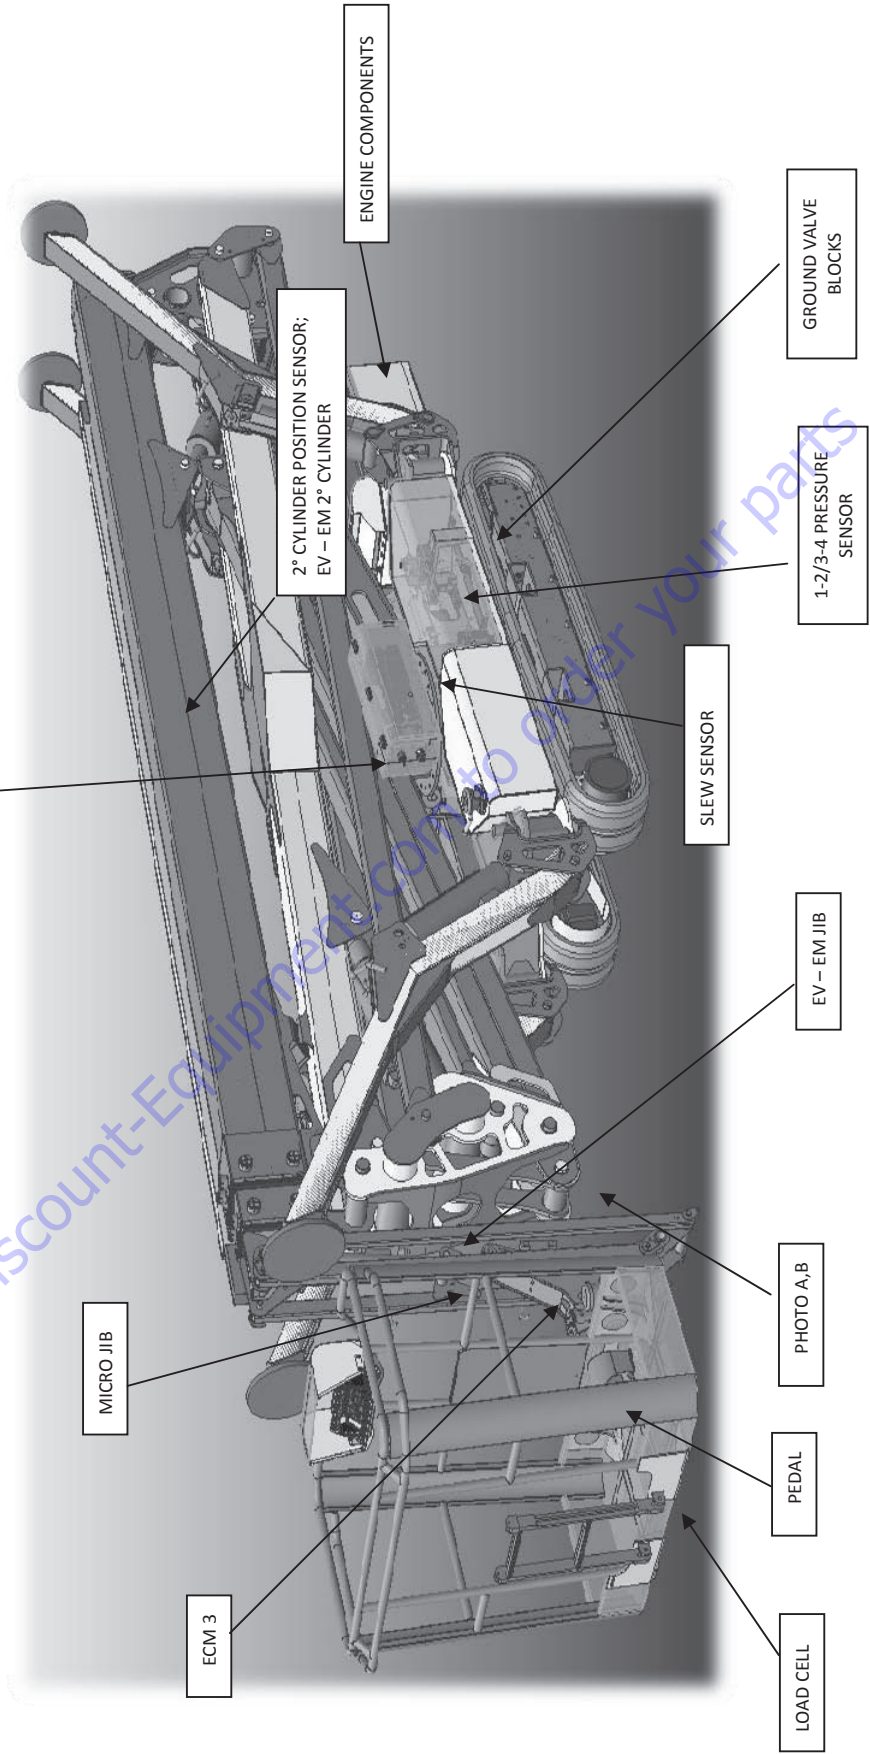 ENGINE COMPONENTS
2° CYLINDER POSITION SENSOR;
EV – EM 2° CYLINDER
GROUND VALVE
BLOCKS
1-2/3-4 PRESSURE
SENSOR
SLEW SENSOR
EV – EM JIB
MICRO JIB
PHOTO A,B
PEDAL
ECM 3
LOAD CELL
iscount-Equipment.com to order your parts